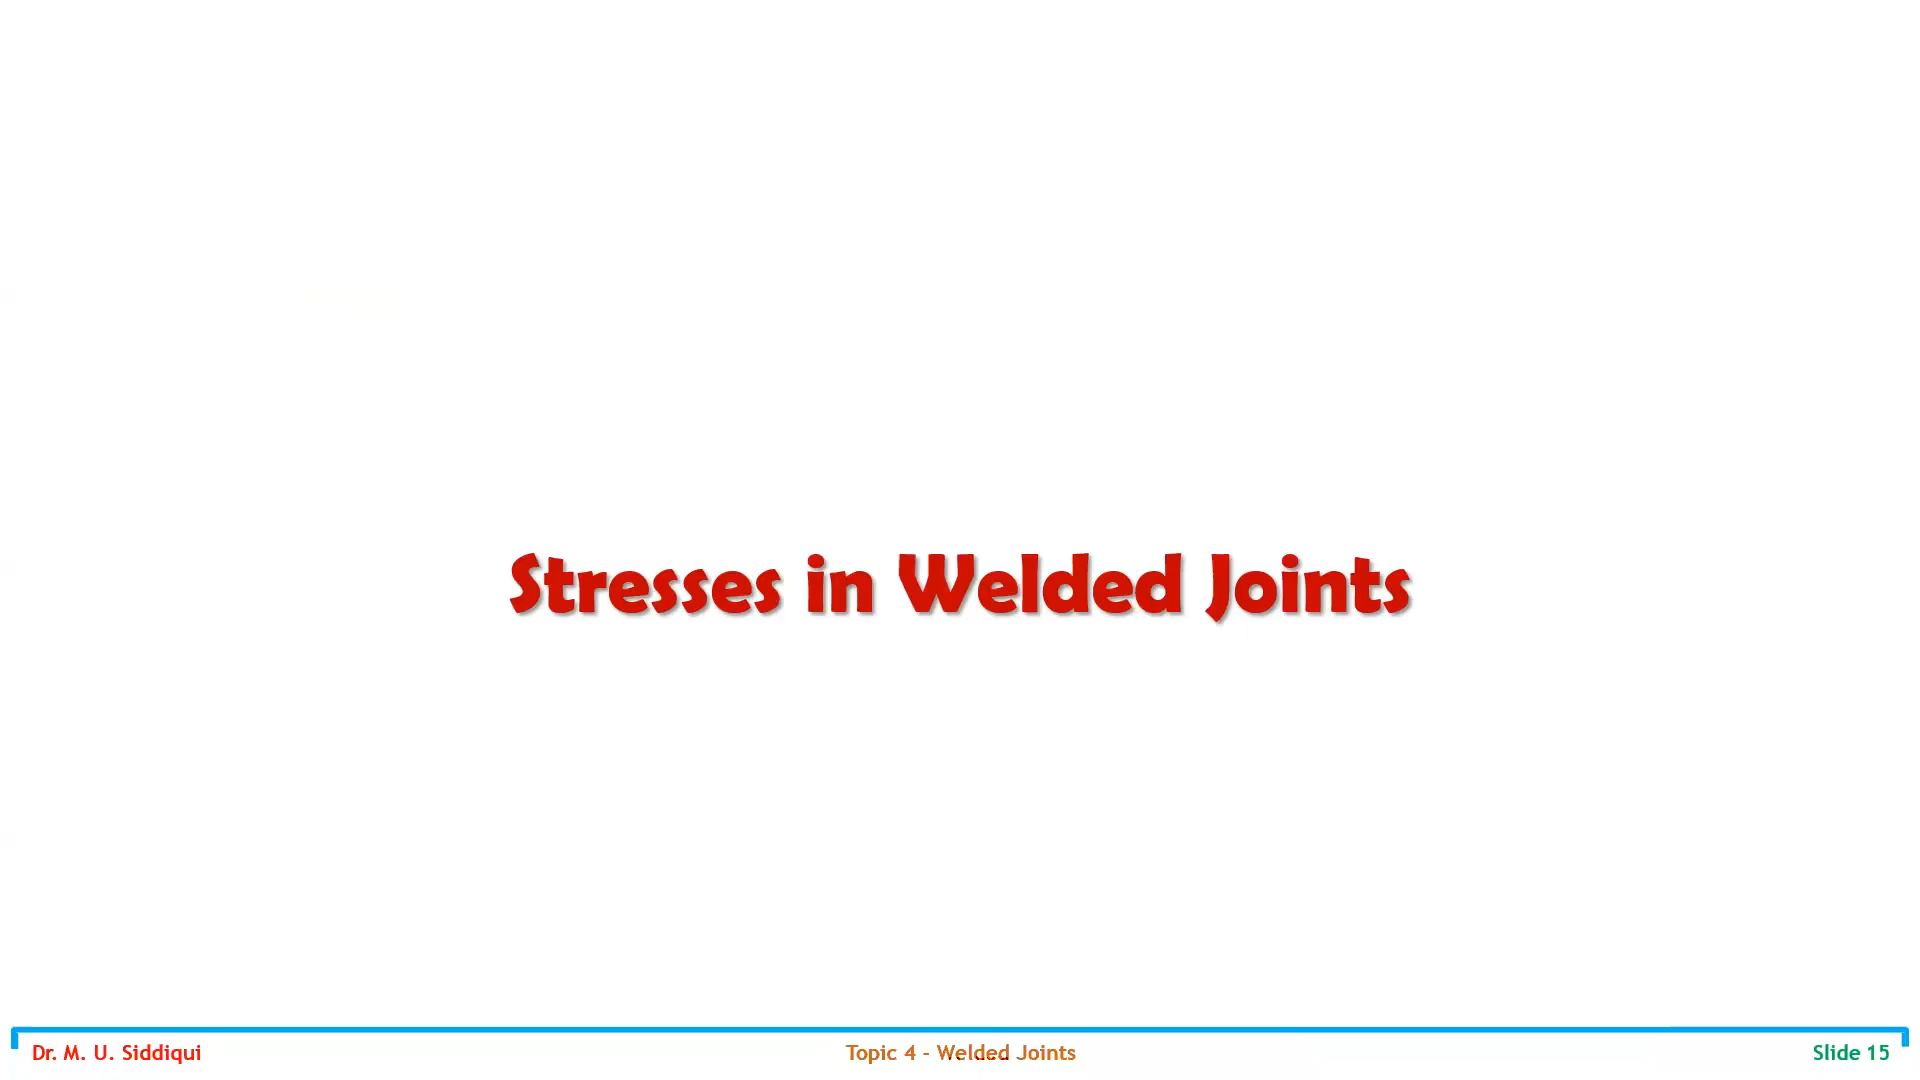 Stresses in Welded Joints
Dr. M. U. Siddiqui
Topic 4 - Welded Joints
Slide 15